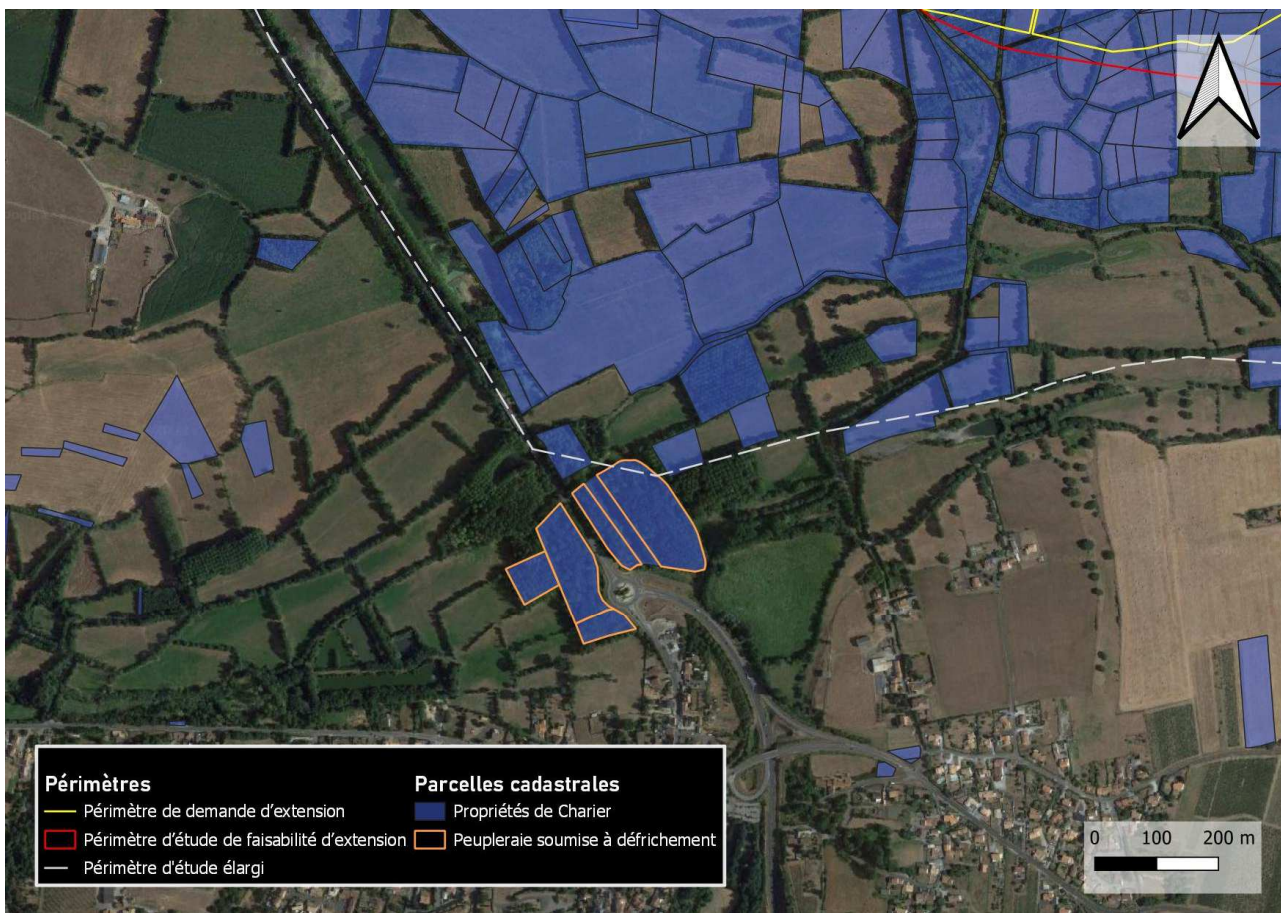 Périmètres
Périmètre de demande d’extension
Périmètre d’étude de faisabilité d’extension
Périmètre d'étude élargi
Parcelles cadastrales
Propriétés de Charier
Peupleraie soumise à défrichement
0 100 200 m